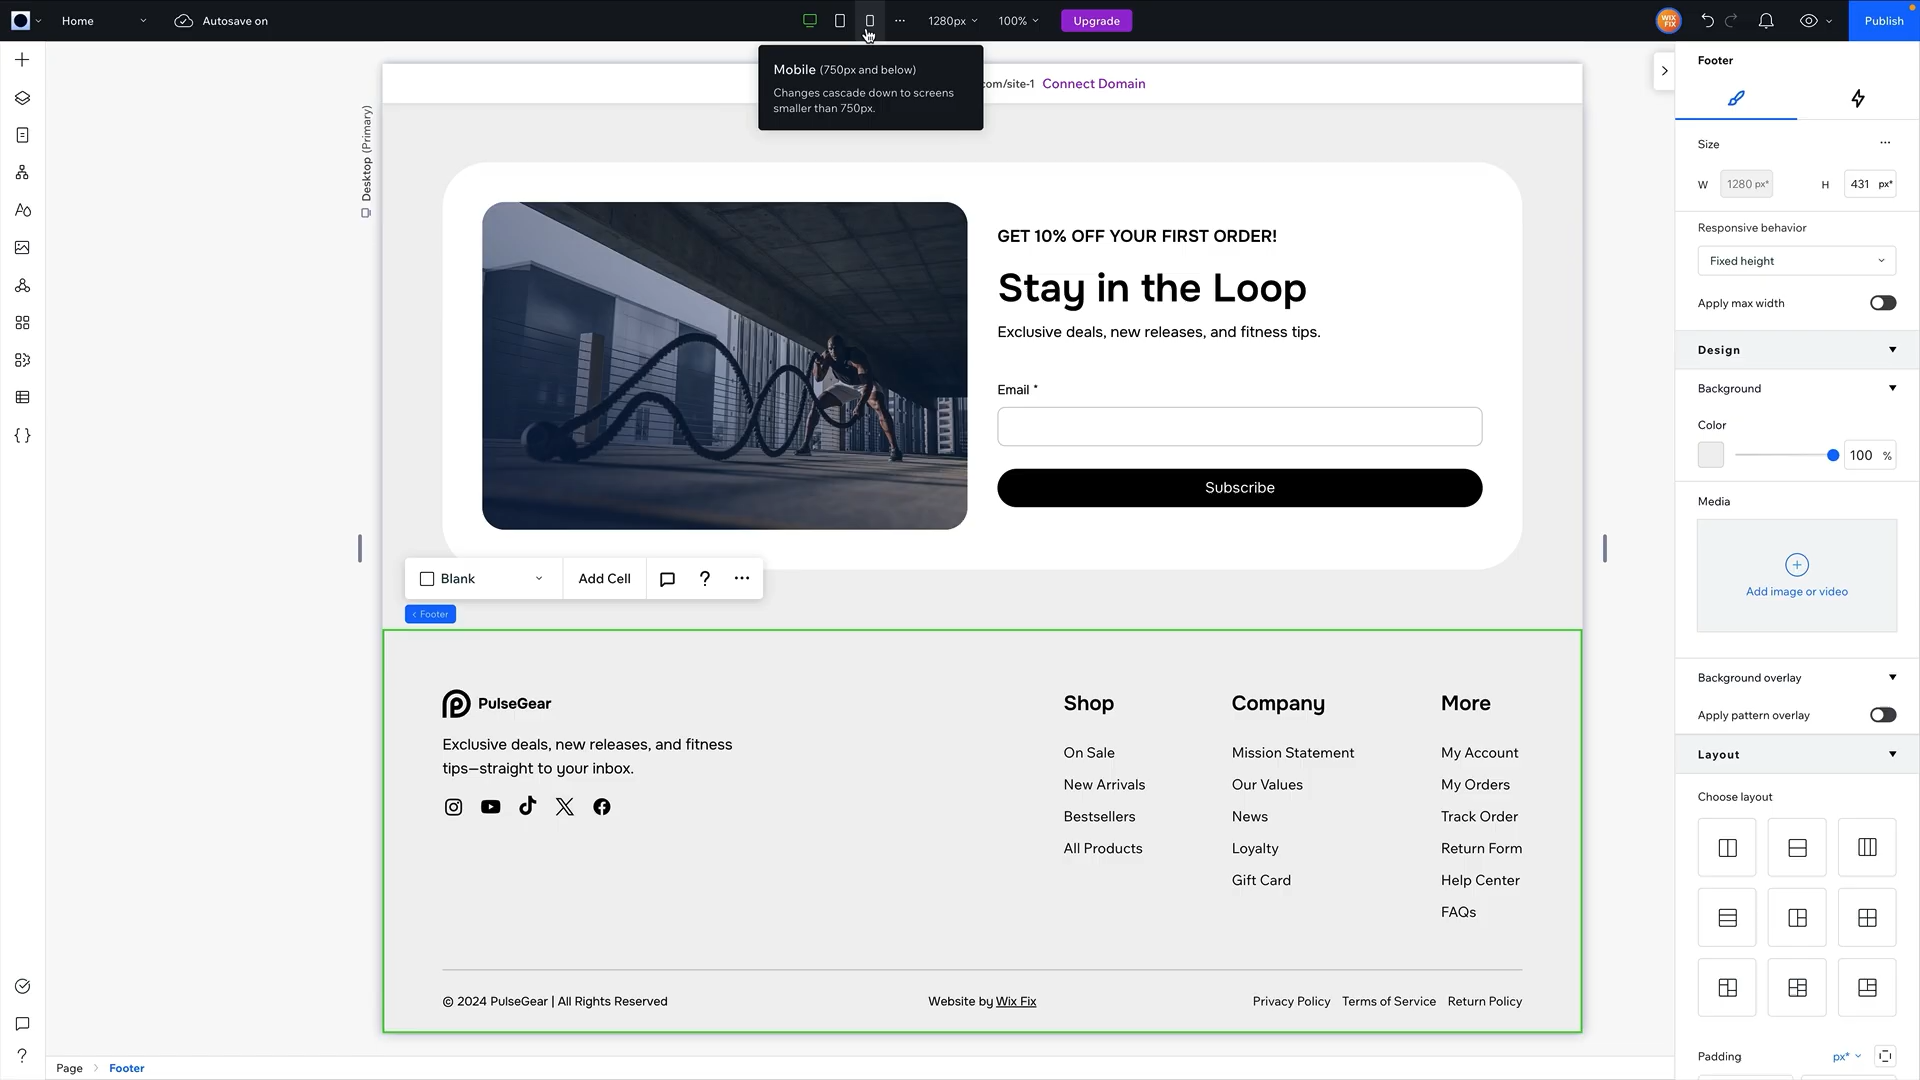 Home
Autosave on
1280px
100%
Upgrade
WIX
FIX
Publish
Mobile (750px and below)
Changes cascade down to screens
smaller than 750px.
com/site-1 Connect Domain
Desktop (Primary)
GET 10% OFF YOUR FIRST ORDER!
Stay in the Loop
Exclusive deals, new releases, and fitness tips.
Email *
Subscribe
Blank
Add Cell
?
< Footer
PulseGear
Exclusive deals, new releases, and fitness
tips—straight to your inbox.
Shop
On Sale
New Arrivals
Bestsellers
All Products
Company
Mission Statement
Our Values
News
Loyalty
Gift Card
More
My Account
My Orders
Track Order
Return Form
Help Center
FAQs
© 2024 PulseGear | All Rights Reserved
Website by Wix Fix
Privacy Policy Terms of Service Return Policy
Page > Footer
Footer
Size
W 1280 px* H 431 px*
Responsive behavior
Fixed height
Apply max width
Design
Background
Color
100 %
Media
Add image or video
Background overlay
Apply pattern overlay
Layout
Choose layout
Padding px*